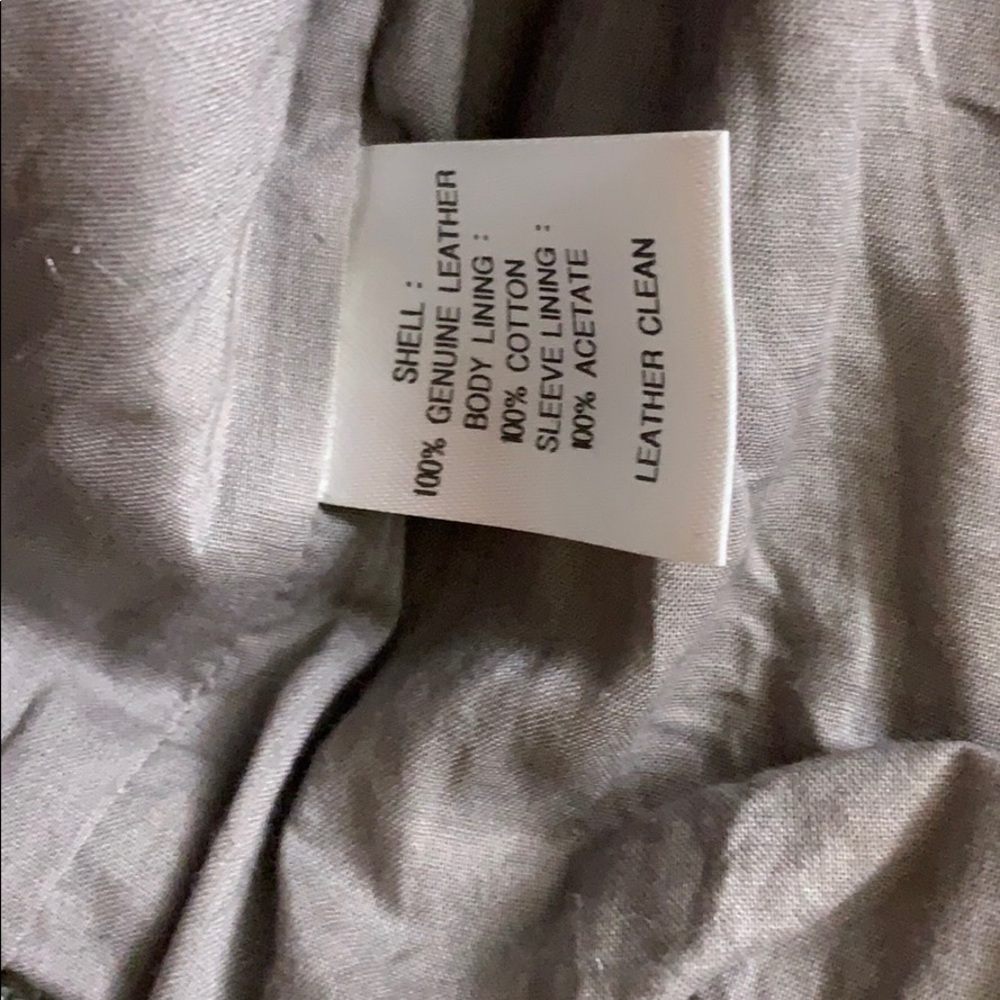 SHELL :
100% GENUINE LEATHER
BODY LINING :
100% COTTON
SLEEVE LINING :
100% ACETATE
LEATHER CLEAN